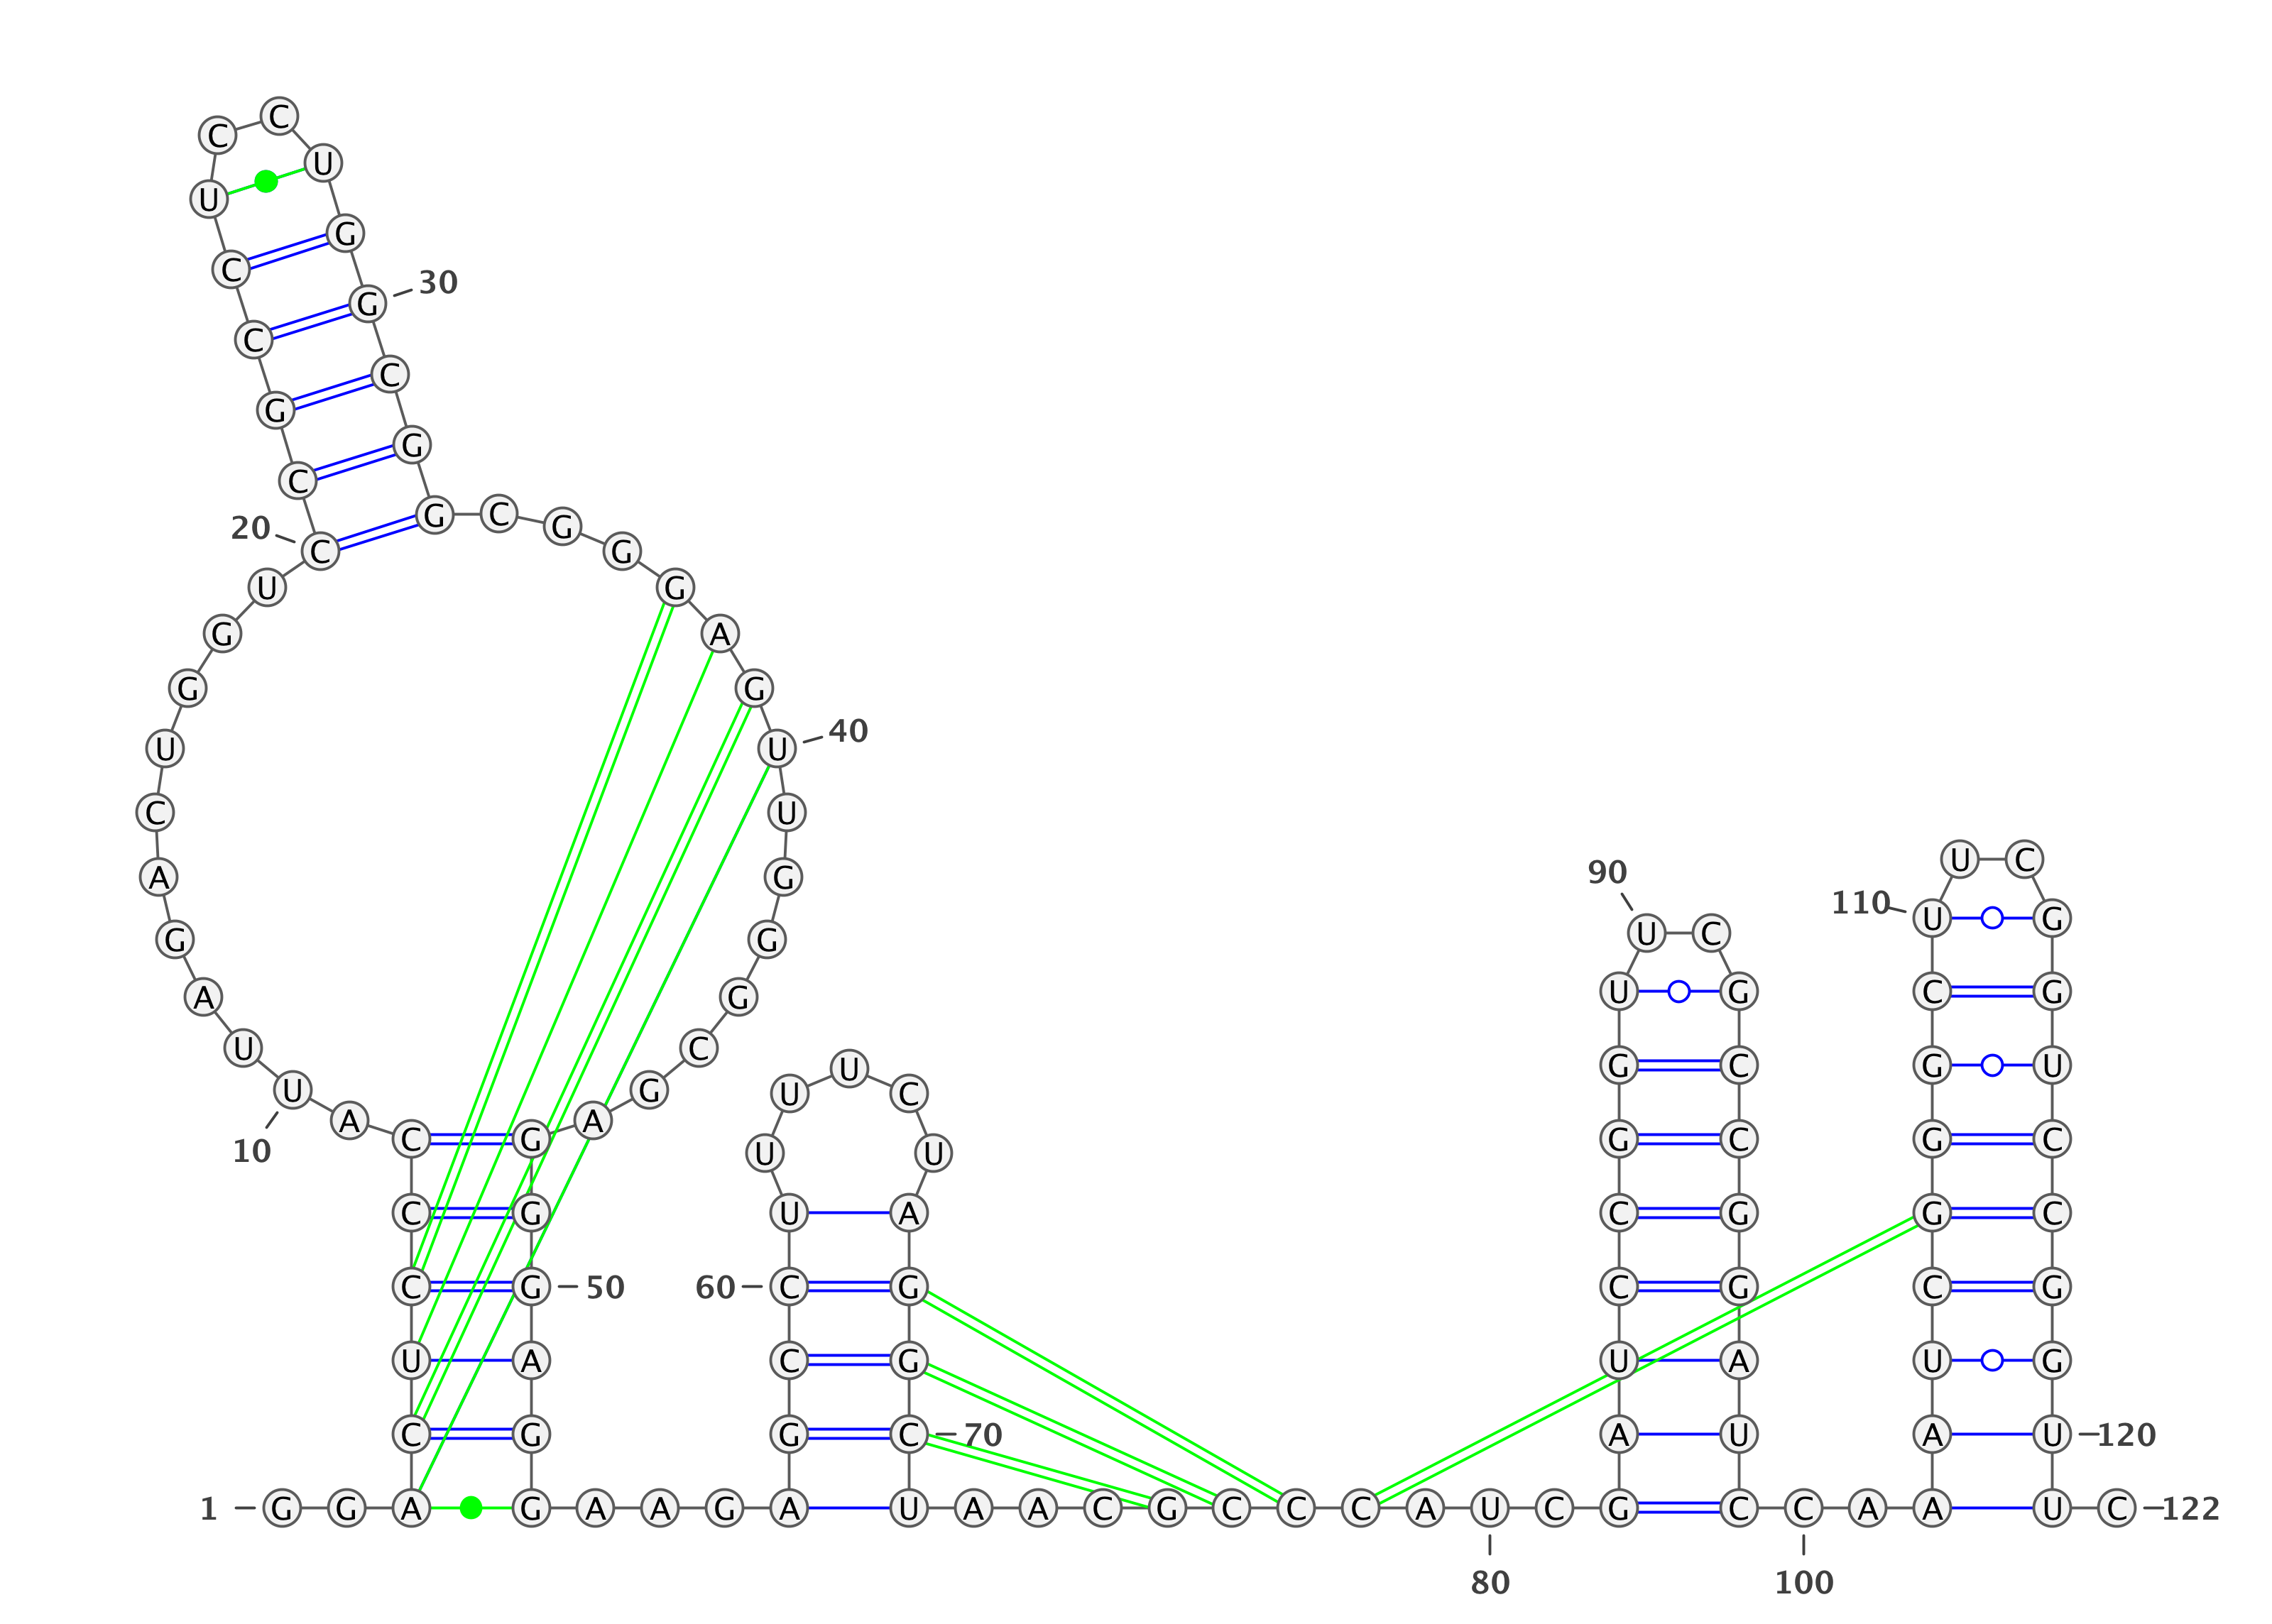 C C
U
U
G
C
30
G
C
C
G
G
C
G C G
20
C G
U G
G A
G G
40
U U
C U
U C
90
A G
110
U G
U C
G G
A G U G C G
U C
U G C G U
U G U C
A A
C G G C G C
10 U U
C G U A C G G C
C G 50 60 C G C G C G
U A C G U A U G
C G G C 70 A U A U 120
1 G G A G A A G A U A A C G C C C A U C G C C A A U C 122
80 100